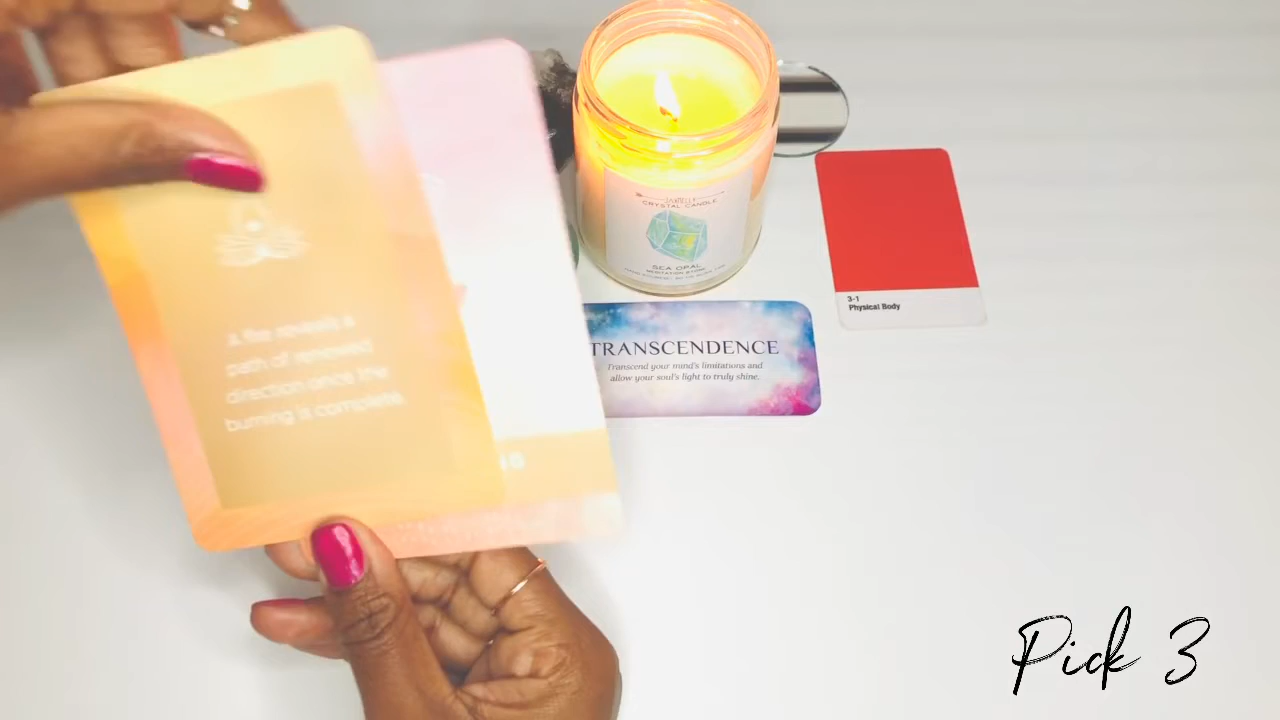 A fire reveals a
path of renewed
direction once the
burning is complete.
CRYSTAL CANDLE
SEA OPAL
TRANSCENDENCE
Transcend your mind's limitations and
allow your soul's light to truly shine.
3-1
Physical Body
Pick 3